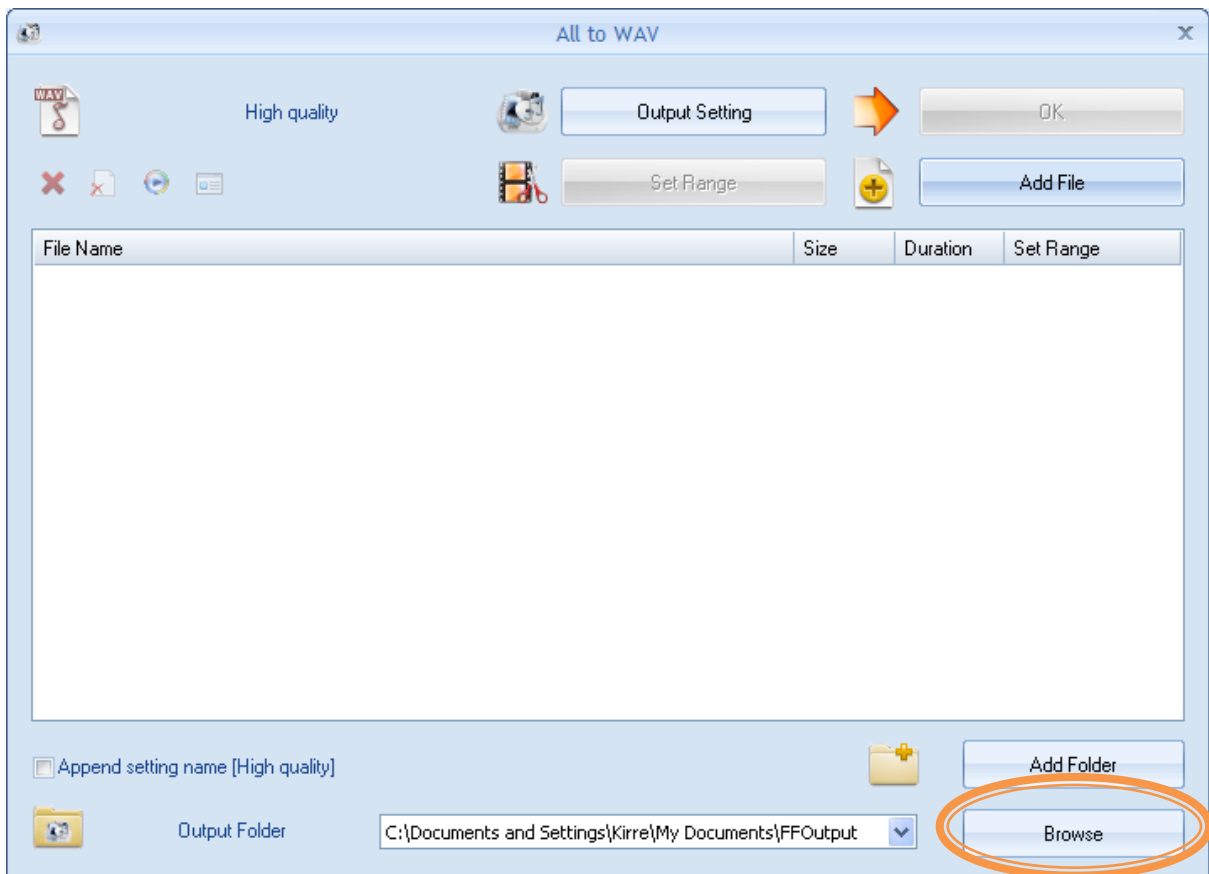 All to WAV
WAV
High quality
Output Setting
OK
Set Range
Add File
File Name Size Duration Set Range
Append setting name [High quality]
Add Folder
Output Folder C:\Documents and Settings\Kirre\My Documents\FFOutput Browse